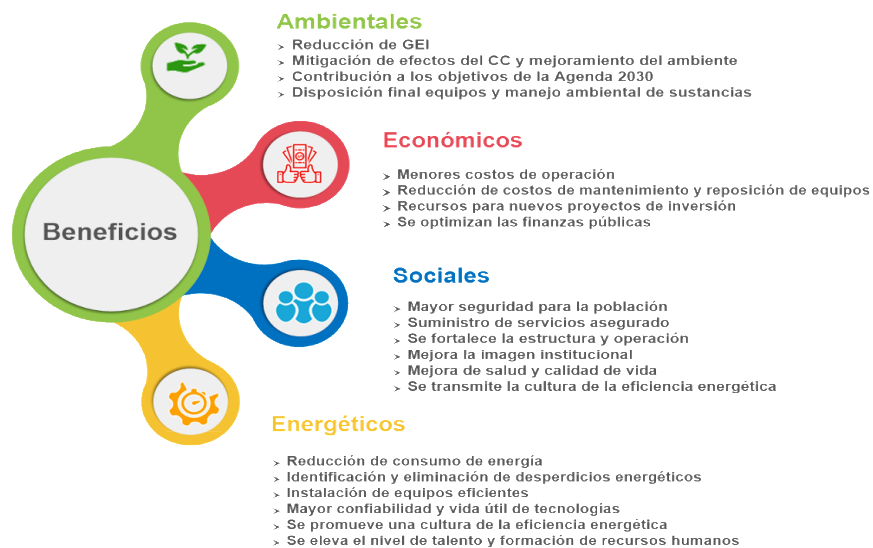 Ambientales
➢ Reducción de GEI
➢ Mitigación de efectos del CC y mejoramiento del ambiente
➢ Contribución a los objetivos de la Agenda 2030
➢ Disposición final equipos y manejo ambiental de sustancias
Económicos
➢ Menores costos de operación
➢ Reducción de costos de mantenimiento y reposición de equipos
➢ Recursos para nuevos proyectos de inversión
➢ Se optimizan las finanzas públicas
Beneficios
Sociales
➢ Mayor seguridad para la población
➢ Suministro de servicios asegurado
➢ Se fortalece la estructura y operación
➢ Mejora la imagen institucional
➢ Mejora de salud y calidad de vida
➢ Se transmite la cultura de la eficiencia energética
Energéticos
➢ Reducción de consumo de energía
➢ Identificación y eliminación de desperdicios energéticos
➢ Instalación de equipos eficientes
➢ Mayor confiabilidad y vida útil de tecnologías
➢ Se promueve una cultura de la eficiencia energética
➢ Se eleva el nivel de talento y formación de recursos humanos